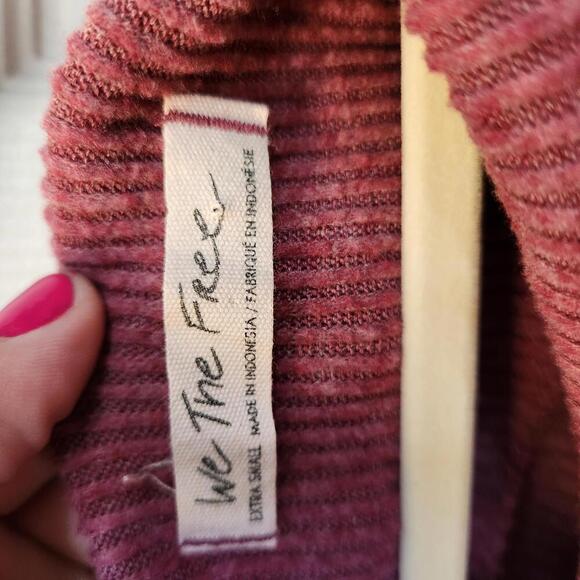 We The Free
EXTRA SMALL MADE IN INDONESIA / FABRIQUÉ EN INDONÉSIE